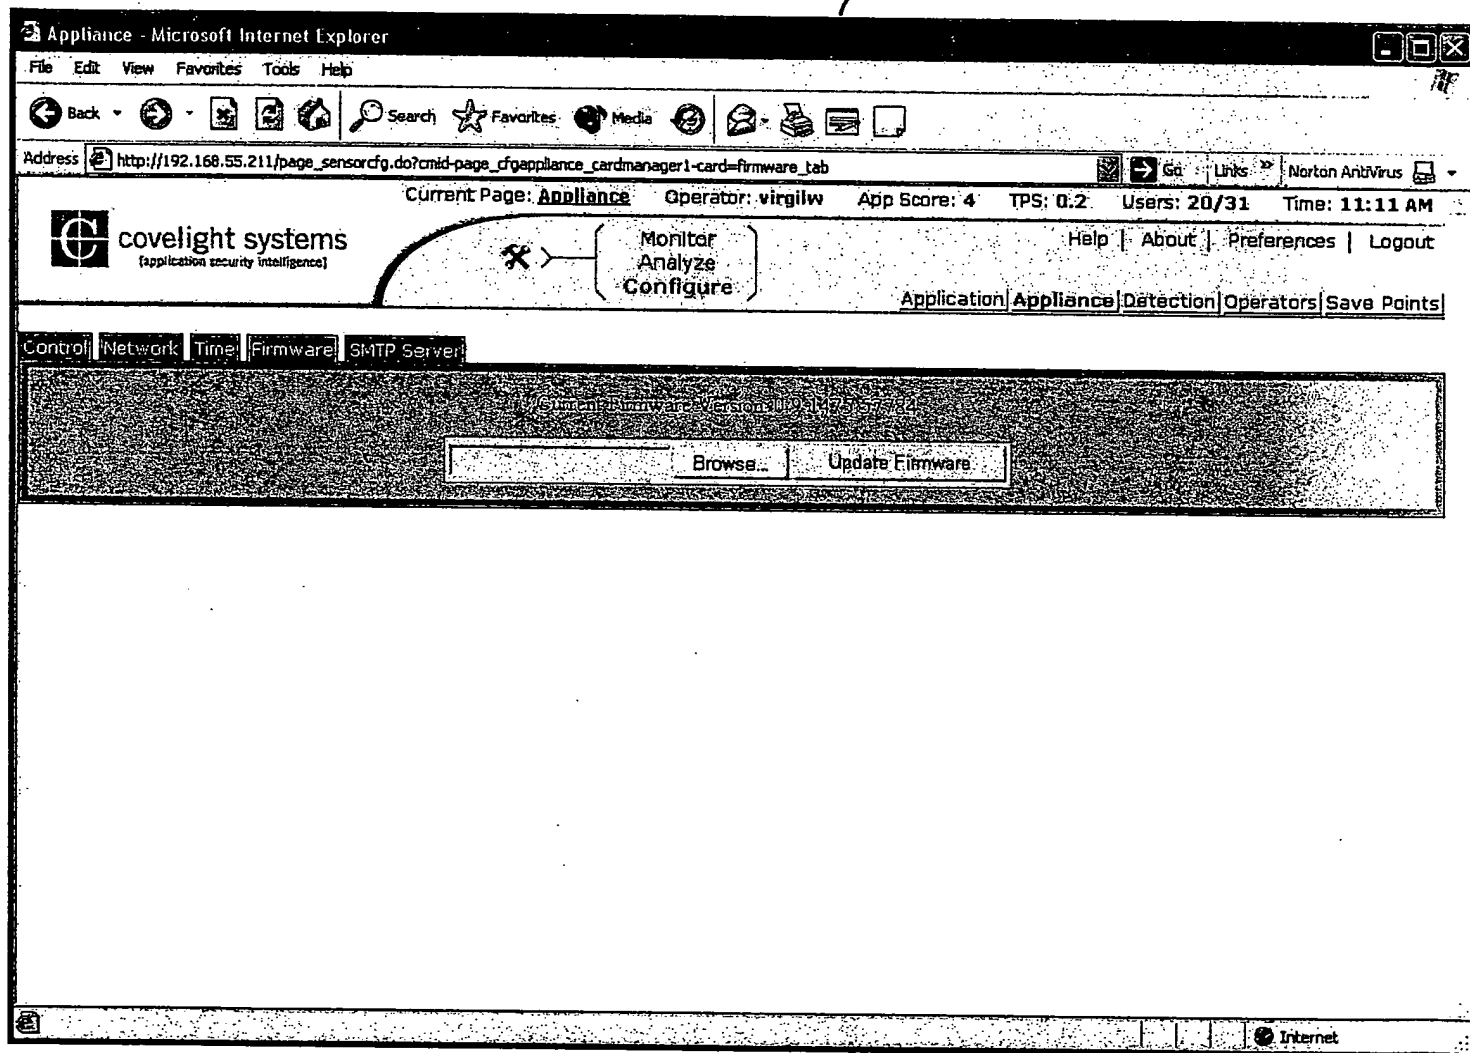 Appliance - Microsoft Internet Explorer
File Edit View Favorites Tools Help
Back Search Favorites Media
Address http://192.168.55.211/page_sensorcfg.do?cmid-page_cfgappliance_cardmanager1-card=firmware_tab Go Links » Norton AntiVirus
Current Page: Appliance Operator: virgilw App Score: 4 TPS: 0.2 Users: 20/31 Time: 11:11 AM
covelight systems
[application security intelligence]
Monitor
Analyze
Configure
Help | About | Preferences | Logout
Application| Appliance| Detection| Operators| Save Points|
Control| Network Time| Firmware| SMTP Server|
Current Firmware Version:
Browse... Update Firmware
Internet